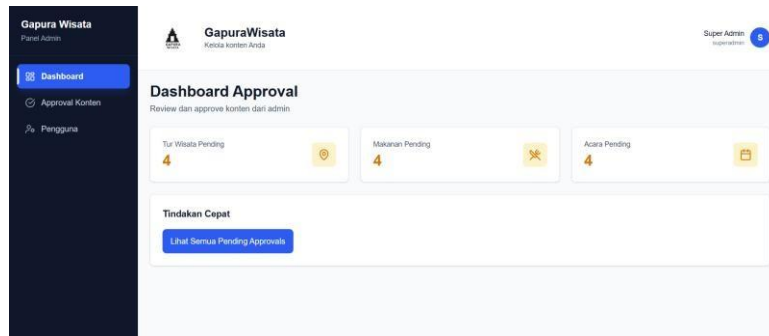 Gapura Wisata
Panel Admin
Dashboard
Approval Konten
Pengguna
GapuraWisata
Kelola konten Anda
Super Admin
superadmin
S
Dashboard Approval
Review dan approve konten dari admin
Tur Wisata Pending
4
Makanan Pending
4
Acara Pending
4
Tindakan Cepat
Lihat Semua Pending Approvals